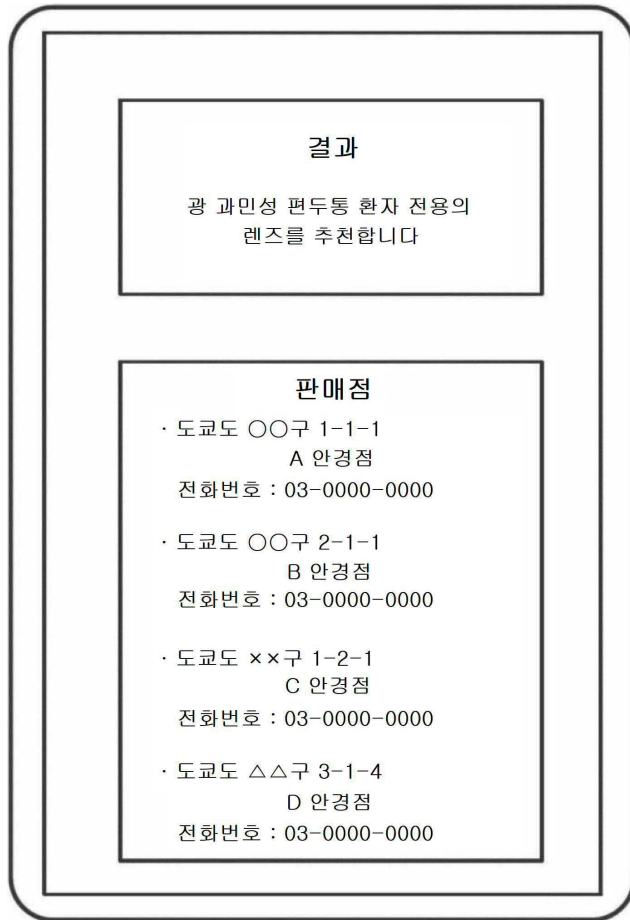 결과
광 과민성 편두통 환자 전용의
렌즈를 추천합니다
판매점
· 도쿄도 ○○구 1-1-1
A 안경점
전화번호 : 03-0000-0000
· 도쿄도 ○○구 2-1-1
B 안경점
전화번호 : 03-0000-0000
· 도쿄도 ××구 1-2-1
C 안경점
전화번호 : 03-0000-0000
· 도쿄도 △△구 3-1-4
D 안경점
전화번호 : 03-0000-0000